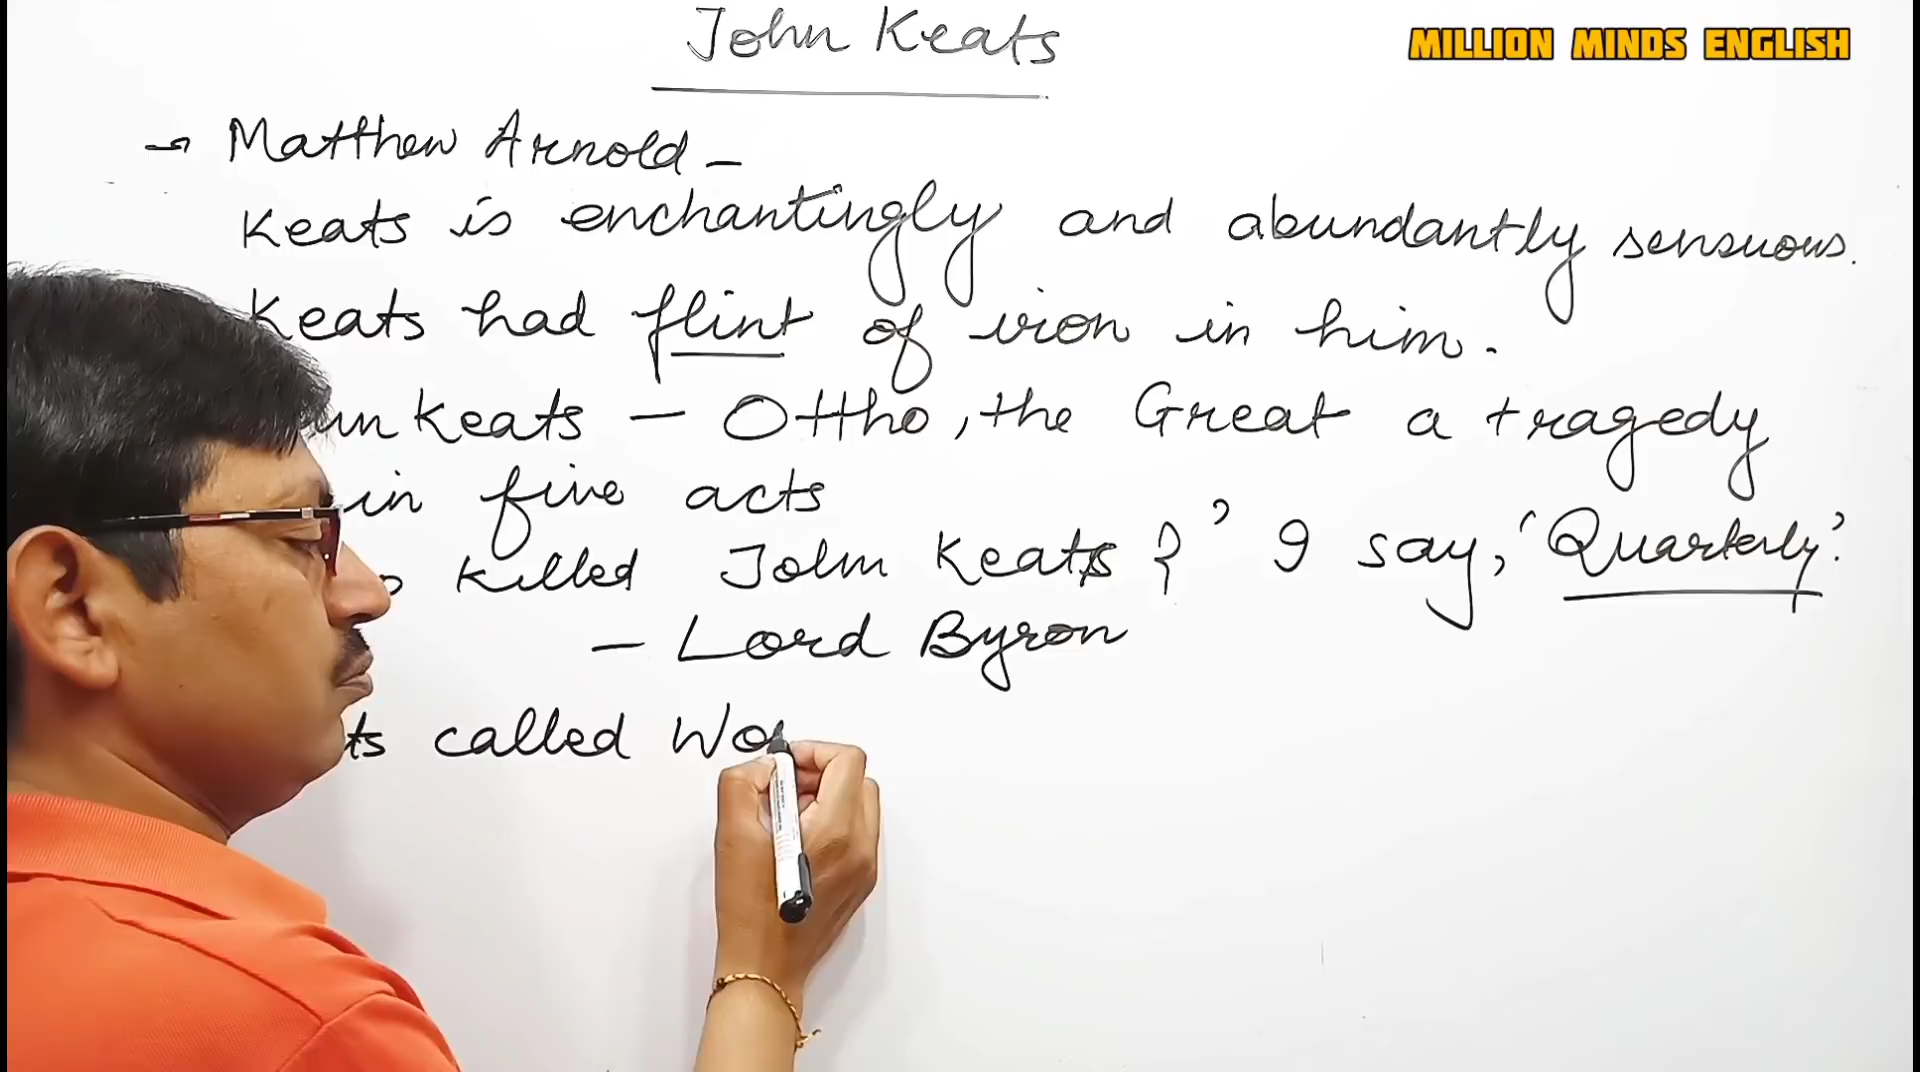 John Keats
MILLION MINDS ENGLISH
→ Matthew Arnold -
Keats is enchantingly and abundantly sensuous.
Keats had flint of iron in him.
Keats - Ottho, the Great a tragedy
in five acts
killed John Keats?' I say, 'Quarterly'.
- Lord Byron
called Wo